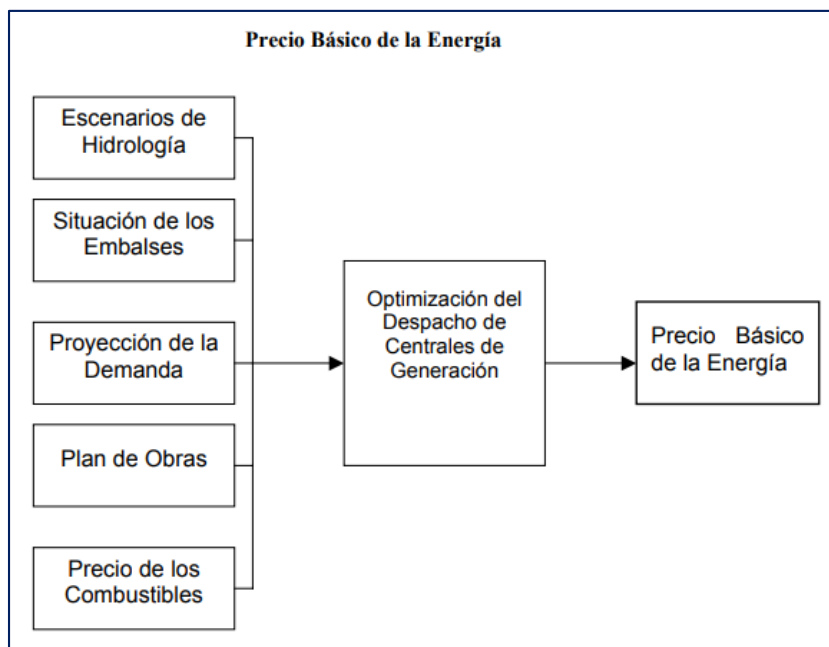 Precio Básico de la Energía
Escenarios de
Hidrología
Situación de los
Embalses
Proyección de la
Demanda
Plan de Obras
Precio de los
Combustibles
Optimización del
Despacho de
Centrales de
Generación
Precio Básico
de la Energía